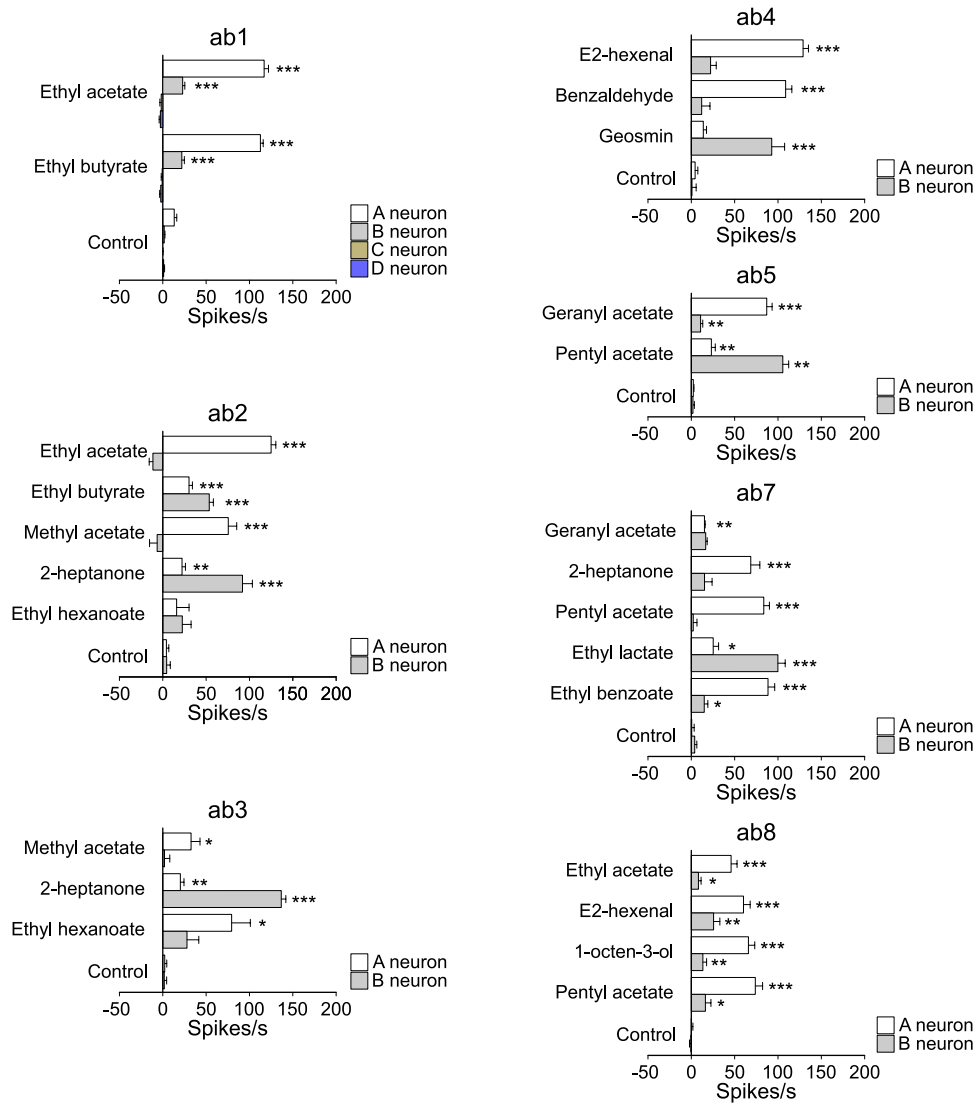 ab1
Ethyl acetate
***
***
Ethyl butyrate
***
***
Control
A neuron
B neuron
C neuron
D neuron
-50 0 50 100 150 200
Spikes/s
ab2
Ethyl acetate
***
Ethyl butyrate
***
***
Methyl acetate
***
2-heptanone
**
***
Ethyl hexanoate
Control
A neuron
B neuron
-50 0 50 100 150 200
Spikes/s
ab3
Methyl acetate
*
2-heptanone
**
***
Ethyl hexanoate
*
Control
A neuron
B neuron
-50 0 50 100 150 200
Spikes/s
ab4
E2-hexenal
***
Benzaldehyde
***
Geosmin
***
Control
A neuron
B neuron
-50 0 50 100 150 200
Spikes/s
ab5
Geranyl acetate
***
**
Pentyl acetate
**
**
Control
A neuron
B neuron
-50 0 50 100 150 200
Spikes/s
ab7
Geranyl acetate
**
2-heptanone
***
Pentyl acetate
***
Ethyl lactate
*
***
Ethyl benzoate
***
*
Control
A neuron
B neuron
-50 0 50 100 150 200
Spikes/s
ab8
Ethyl acetate
***
*
E2-hexenal
***
**
1-octen-3-ol
***
**
Pentyl acetate
***
*
Control
A neuron
B neuron
-50 0 50 100 150 200
Spikes/s